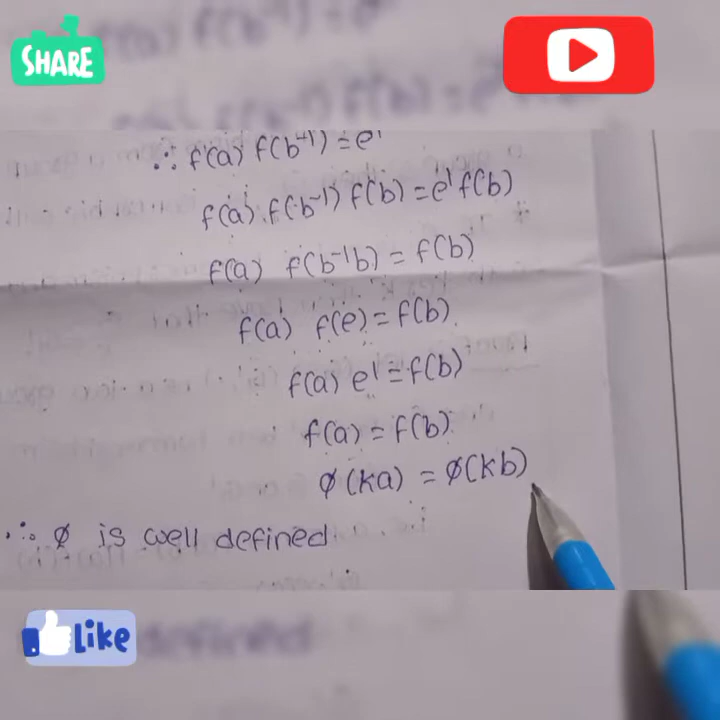 SHARE
∴ f(a) f(b⁻¹) = e'
f(a) f(b⁻¹) f(b) = e' f(b)
f(a) f(b⁻¹b) = f(b)
f(a) f(e) = f(b)
f(a) e' = f(b)
f(a) = f(b)
ø (ka) = ø(kb)
∴ ø is well defined
Like